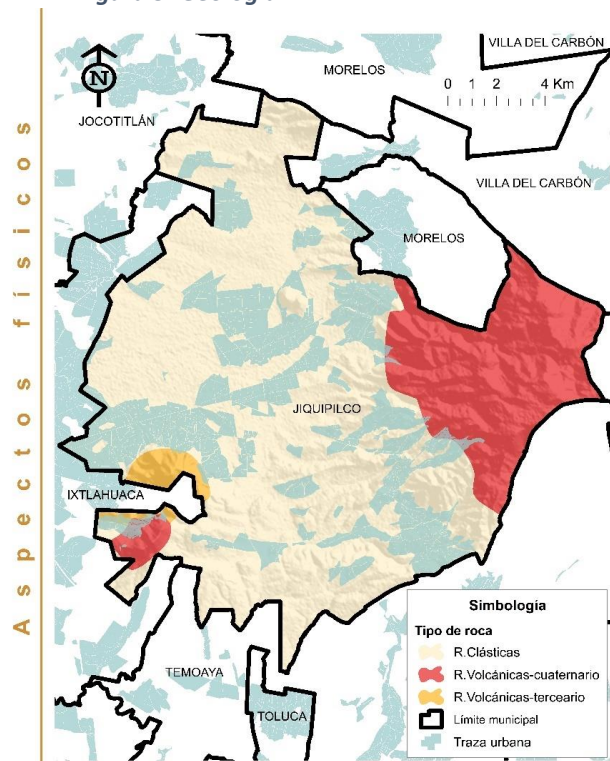 Aspectos físicos
VILLA DEL CARBÓN
MORELOS
N
0 1 2 4 Km
JOCOTITLÁN
VILLA DEL CARBÓN
MORELOS
JIQUIPILCO
IXTLAHUACA
TEMOAYA
TOLUCA
Simbología
Tipo de roca
R.Clásticas
R.Volcánicas-cuaternario
R.Volcánicas-terceario
Límite municipal
Traza urbana